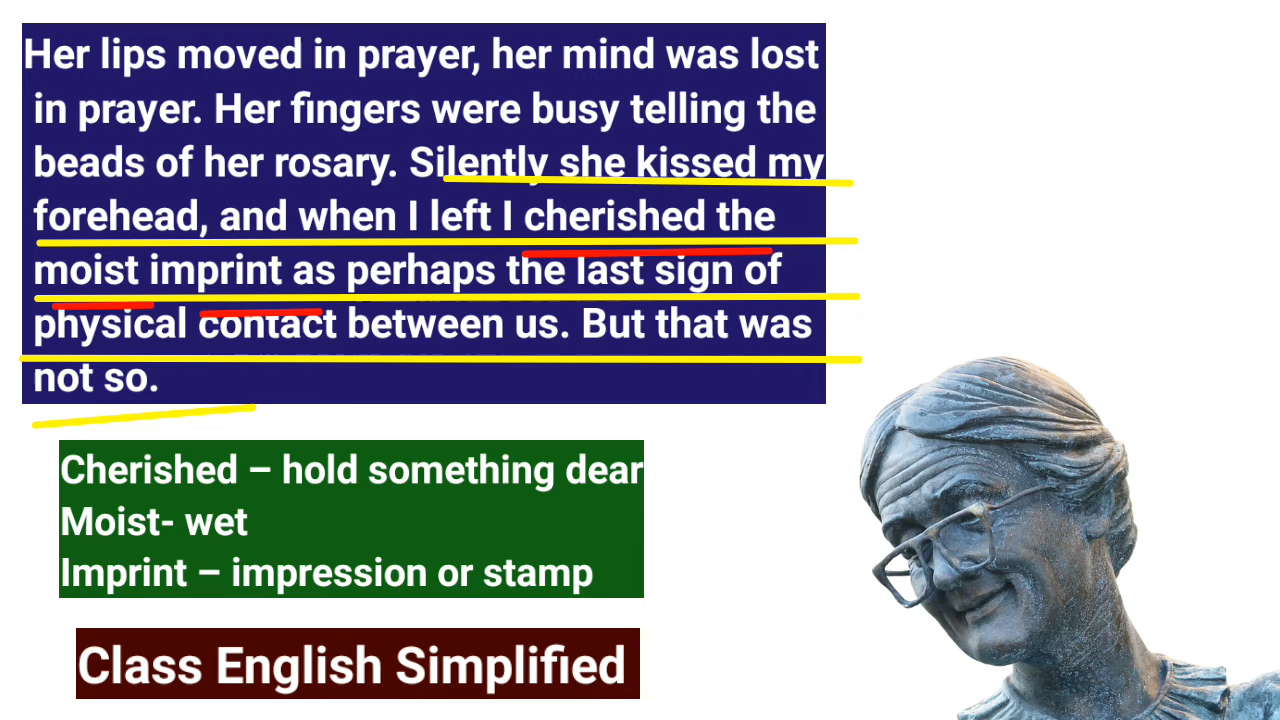 Her lips moved in prayer, her mind was lost
in prayer. Her fingers were busy telling the
beads of her rosary. Silently she kissed my
forehead, and when I left I cherished the
moist imprint as perhaps the last sign of
physical contact between us. But that was
not so.
Cherished – hold something dear
Moist- wet
Imprint – impression or stamp
Class English Simplified